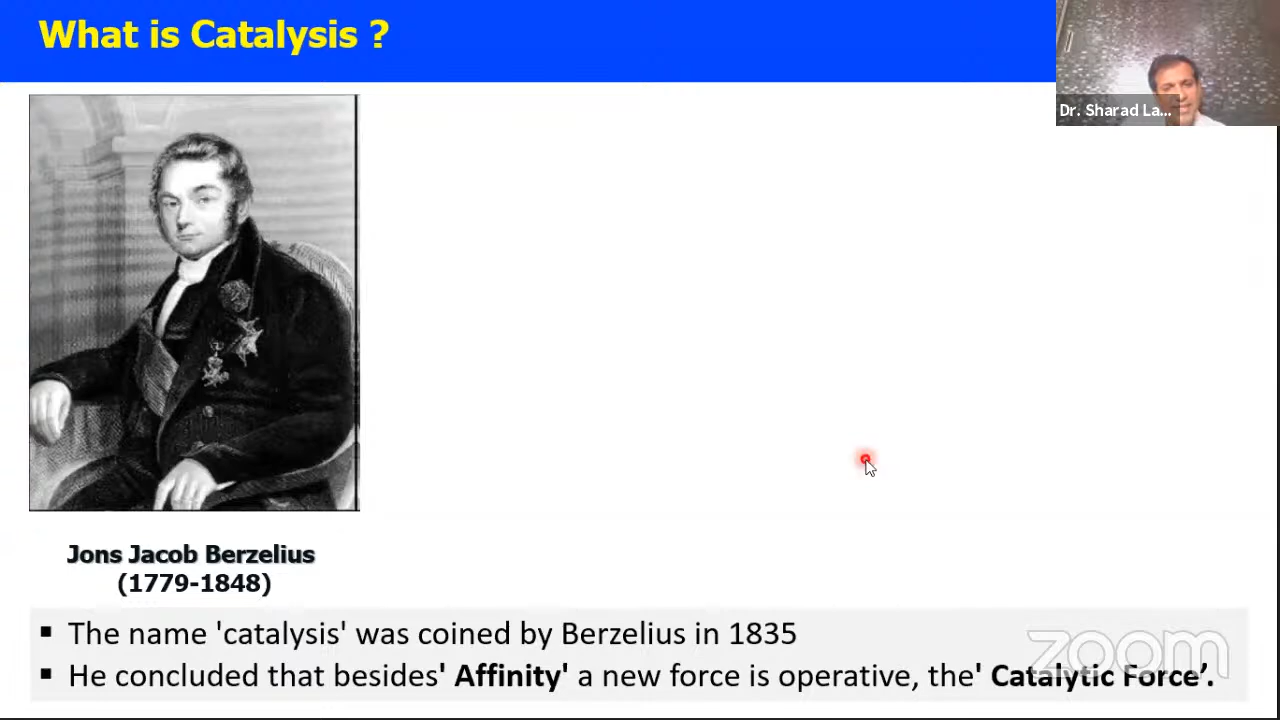 What is Catalysis ?
Dr. Sharad La...
Jons Jacob Berzelius
(1779-1848)
▪ The name 'catalysis' was coined by Berzelius in 1835
▪ He concluded that besides' Affinity' a new force is operative, the' Catalytic Force’.
zoom